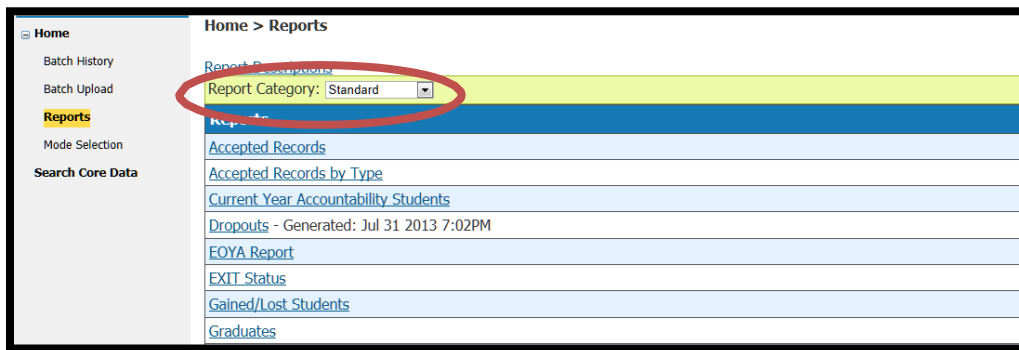 Home
Batch History
Batch Upload
Reports
Mode Selection
Search Core Data
Home > Reports
Report Descriptions
Report Category: Standard
Reports
Accepted Records
Accepted Records by Type
Current Year Accountability Students
Dropouts - Generated: Jul 31 2013 7:02PM
EOYA Report
EXIT Status
Gained/Lost Students
Graduates